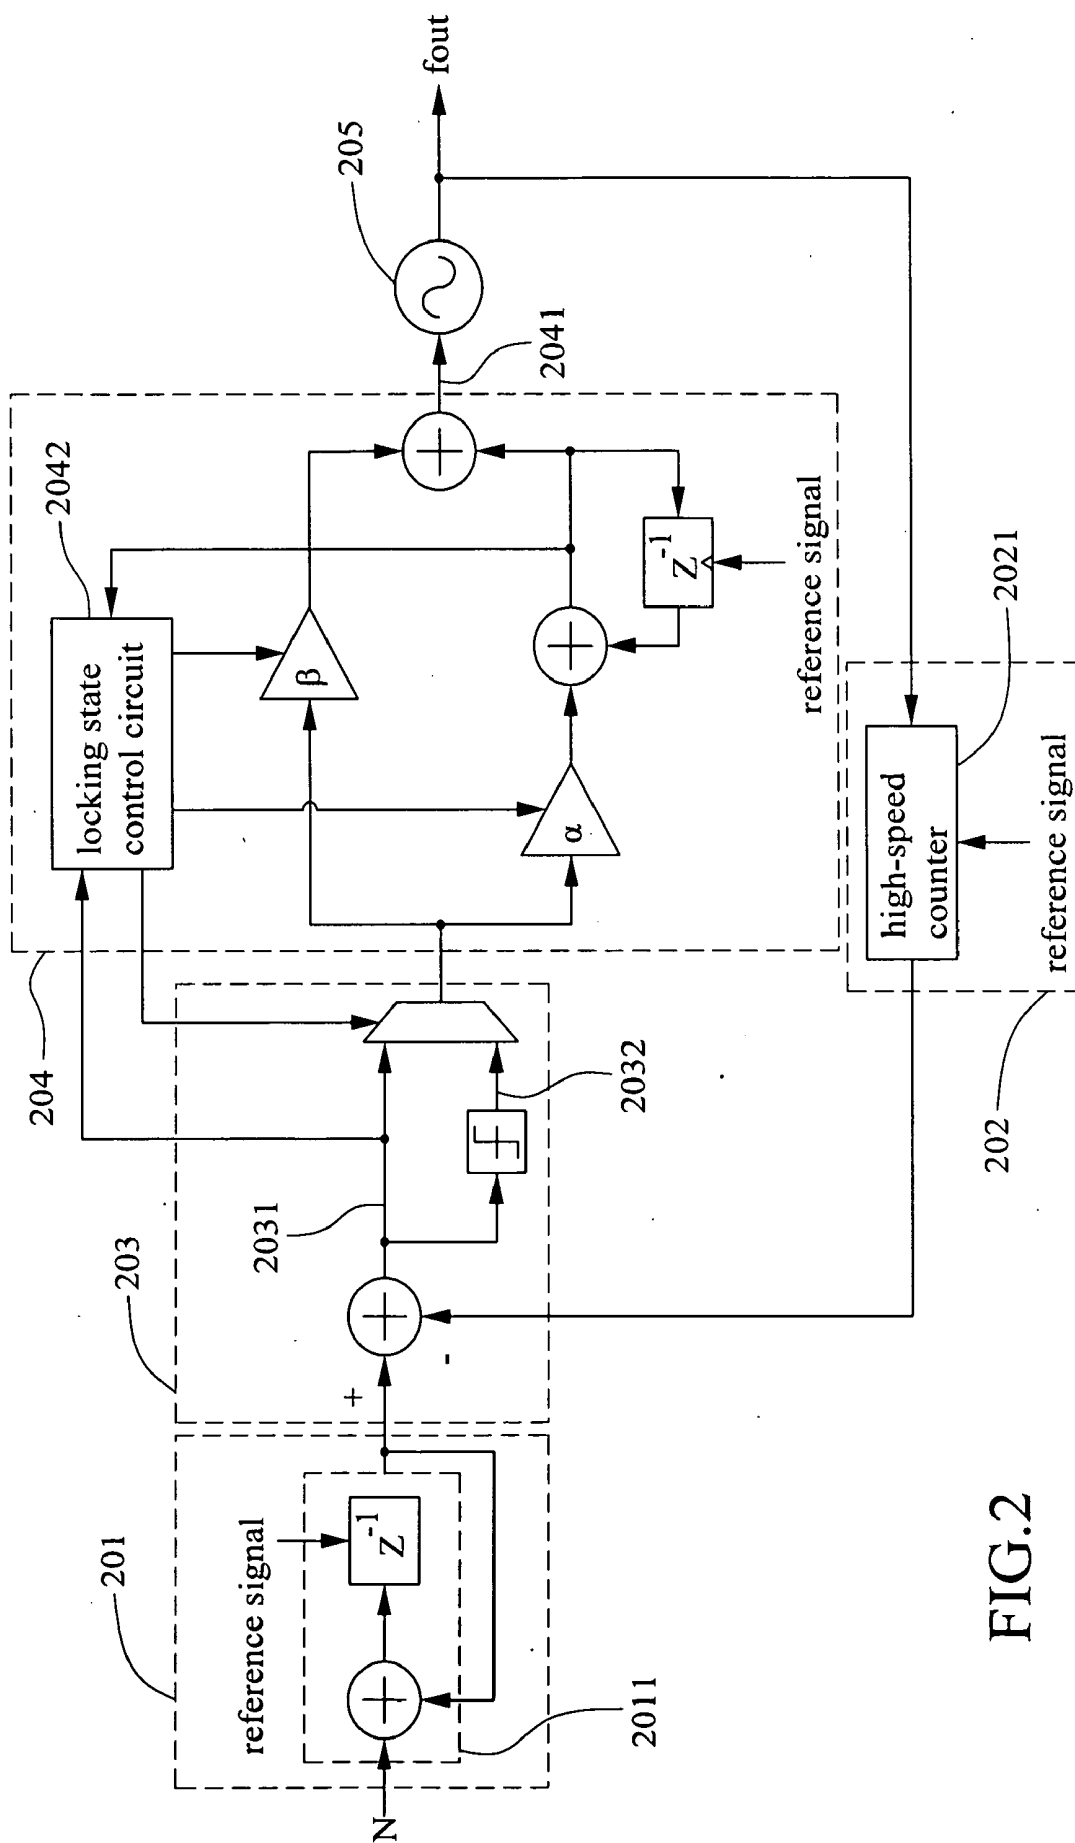 201
reference signal
Z-1
N
2011
203
+
-
2031
2032
204
locking state
control circuit
2042
β
α
Z-1
reference signal
2041
205
fout
high-speed
counter
2021
reference signal
202
FIG.2